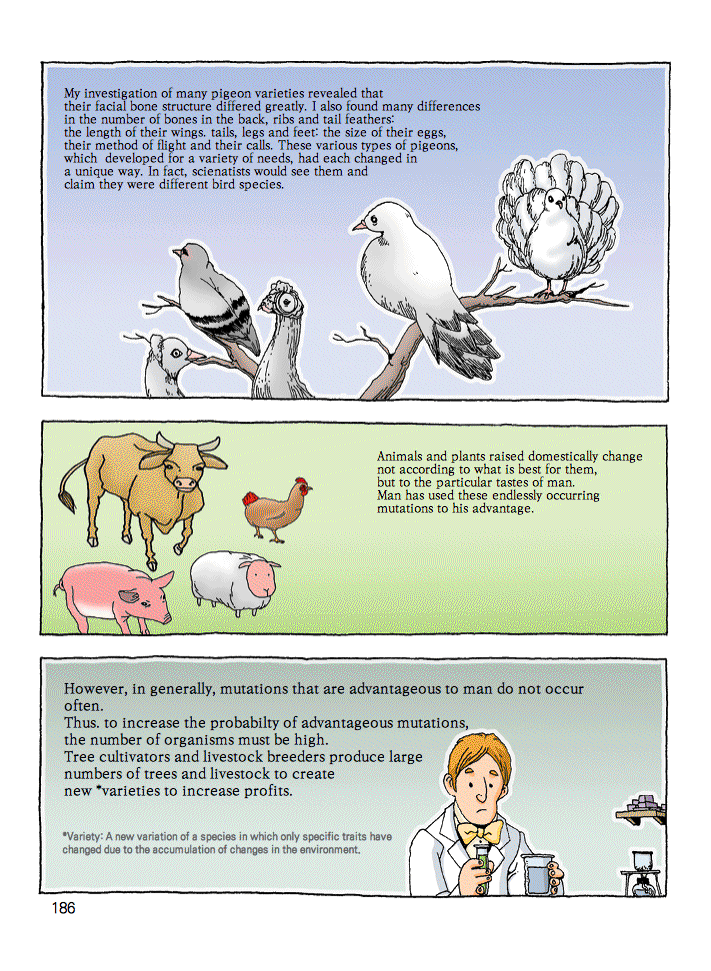 My investigation of many pigeon varieties revealed that
their facial bone structure differed greatly. I also found many differences
in the number of bones in the back, ribs and tail feathers:
the length of their wings. tails, legs and feet: the size of their eggs,
their method of flight and their calls. These various types of pigeons,
which developed for a variety of needs, had each changed in
a unique way. In fact, scienatists would see them and
claim they were different bird species.
Animals and plants raised domestically change
not according to what is best for them,
but to the particular tastes of man.
Man has used these endlessly occurring
mutations to his advantage.
However, in generally, mutations that are advantageous to man do not occur
often.
Thus. to increase the probabilty of advantageous mutations,
the number of organisms must be high.
Tree cultivators and livestock breeders produce large
numbers of trees and livestock to create
new *varieties to increase profits.
*Variety: A new variation of a species in which only specific traits have
changed due to the accumulation of changes in the environment.
186